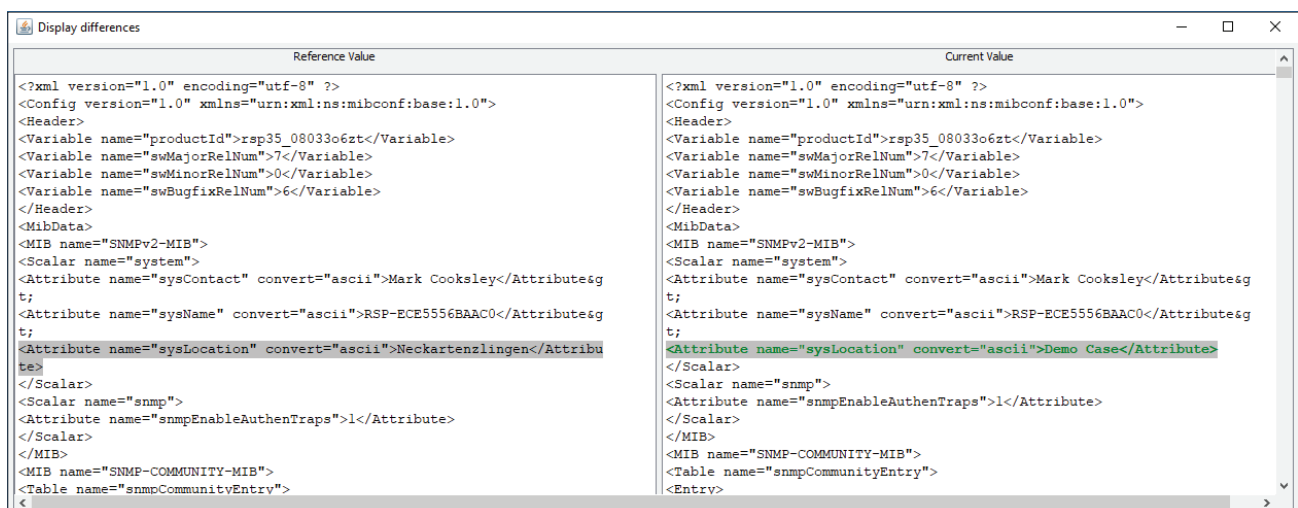 Display differences
Reference Value
Current Value
<?xml version="1.0" encoding="utf-8" ?>
<Config version="1.0" xmlns="urn:xml:ns:mibconf:base:1.0">
<Header>
<Variable name="productId">rsp35_08033o6zt</Variable>
<Variable name="swMajorRelNum">7</Variable>
<Variable name="swMinorRelNum">0</Variable>
<Variable name="swBugfixRelNum">6</Variable>
</Header>
<MibData>
<MIB name="SNMPv2-MIB">
<Scalar name="system">
<Attribute name="sysContact" convert="ascii">Mark Cooksley</Attribute&g
t;
<Attribute name="sysName" convert="ascii">RSP-ECE5556BAAC0</Attribute&g
t;
<Attribute name="sysLocation" convert="ascii">Neckartenzlingen</Attribu
te>
</Scalar>
<Scalar name="snmp">
<Attribute name="snmpEnableAuthenTraps">1</Attribute>
</Scalar>
</MIB>
<MIB name="SNMP-COMMUNITY-MIB">
<Table name="snmpCommunityEntry">
<?xml version="1.0" encoding="utf-8" ?>
<Config version="1.0" xmlns="urn:xml:ns:mibconf:base:1.0">
<Header>
<Variable name="productId">rsp35_08033o6zt</Variable>
<Variable name="swMajorRelNum">7</Variable>
<Variable name="swMinorRelNum">0</Variable>
<Variable name="swBugfixRelNum">6</Variable>
</Header>
<MibData>
<MIB name="SNMPv2-MIB">
<Scalar name="system">
<Attribute name="sysContact" convert="ascii">Mark Cooksley</Attribute&g
t;
<Attribute name="sysName" convert="ascii">RSP-ECE5556BAAC0</Attribute&g
t;
<Attribute name="sysLocation" convert="ascii">Demo Case</Attribute>
</Scalar>
<Scalar name="snmp">
<Attribute name="snmpEnableAuthenTraps">1</Attribute>
</Scalar>
</MIB>
<MIB name="SNMP-COMMUNITY-MIB">
<Table name="snmpCommunityEntry">
<Entry>